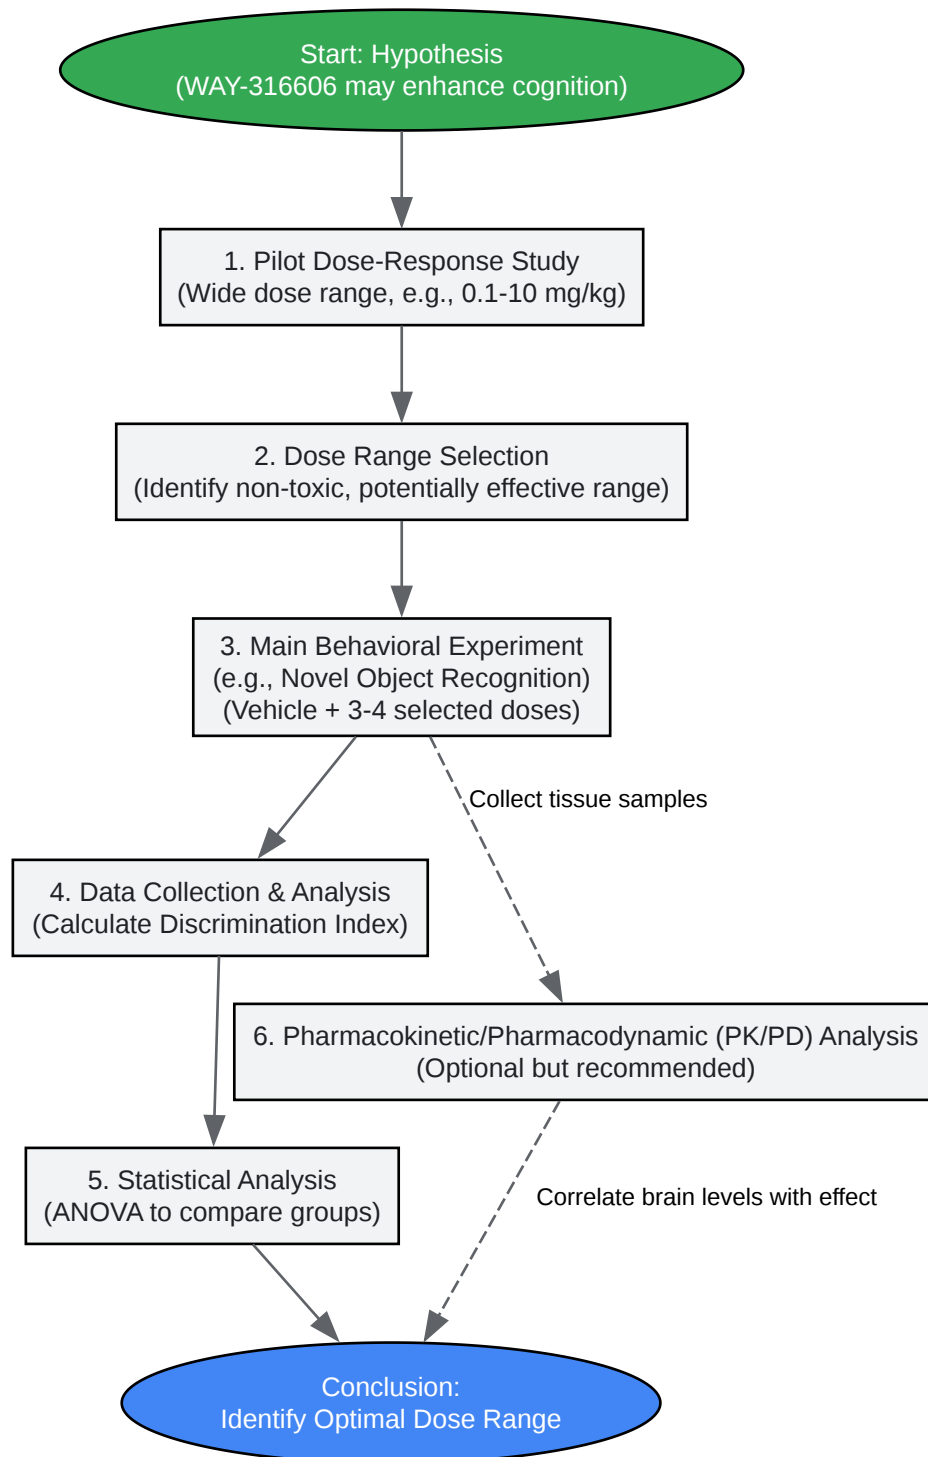 Start: Hypothesis
(WAY-316606 may enhance cognition)
1. Pilot Dose-Response Study
(Wide dose range, e.g., 0.1-10 mg/kg)
2. Dose Range Selection
(Identify non-toxic, potentially effective range)
3. Main Behavioral Experiment
(e.g., Novel Object Recognition)
(Vehicle + 3-4 selected doses)
Collect tissue samples
4. Data Collection & Analysis
(Calculate Discrimination Index)
6. Pharmacokinetic/Pharmacodynamic (PK/PD) Analysis
(Optional but recommended)
5. Statistical Analysis
(ANOVA to compare groups)
Correlate brain levels with effect
Conclusion:
Identify Optimal Dose Range